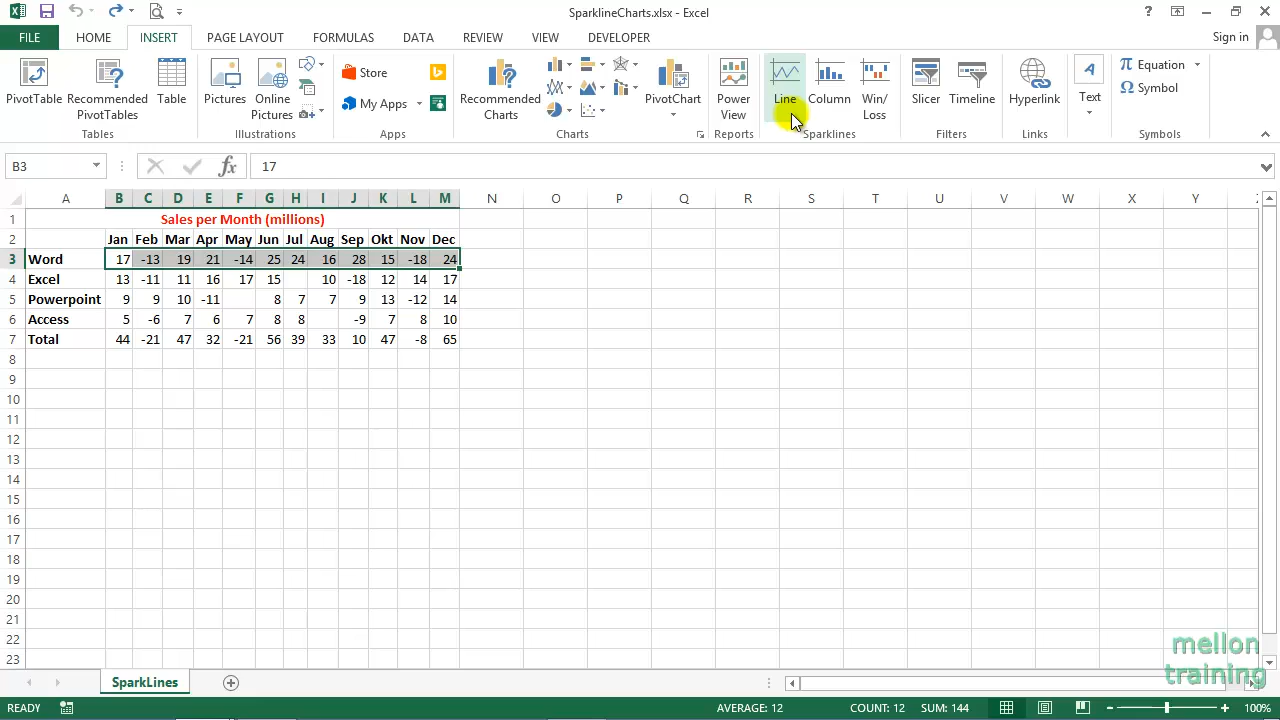 SparklineCharts.xlsx - Excel
?
FILE HOME INSERT PAGE LAYOUT FORMULAS DATA REVIEW VIEW DEVELOPER Sign in
PivotTable Recommended PivotTables Table
Pictures Online Pictures
Store
My Apps
Recommended Charts
PivotChart
Power View
Line Column Win/Loss
Slicer Timeline
Hyperlink
Text
Equation
Symbol
Tables Illustrations Apps Charts Reports Sparklines Filters Links Symbols
B3 fx 17
A B C D E F G H I J K L M N O P Q R S T U V W X Y
1 Sales per Month (millions)
2 Jan Feb Mar Apr May Jun Jul Aug Sep Okt Nov Dec
3 Word 17 -13 19 21 -14 25 24 16 28 15 -18 24
4 Excel 13 -11 11 16 17 15 10 -18 12 14 17
5 Powerpoint 9 9 10 -11 8 7 7 9 13 -12 14
6 Access 5 -6 7 6 7 8 8 -9 7 8 10
7 Total 44 -21 47 32 -21 56 39 33 10 47 -8 65
8
9
10
11
12
13
14
15
16
17
18
19
20
21
22
23
mellon
training
SparkLines
READY AVERAGE: 12 COUNT: 12 SUM: 144 100%